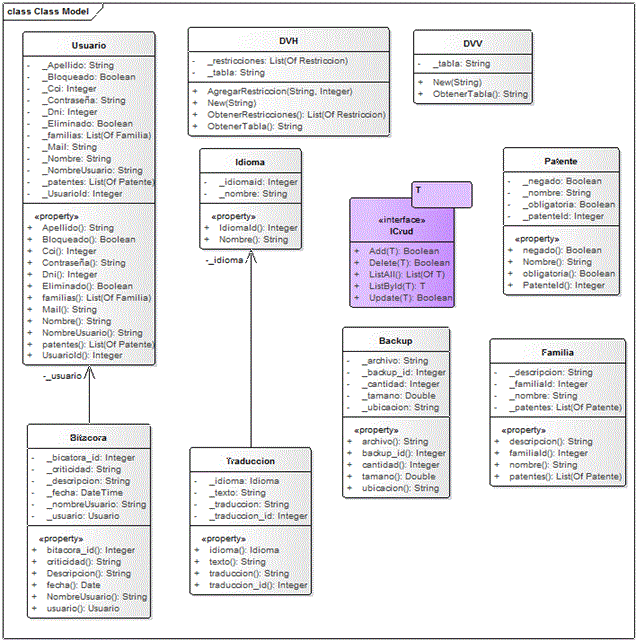 class Class Model
Usuario
- _Apellido: String
- _Bloqueado: Boolean
- _Cci: Integer
- _Contraseña: String
- _Dni: Integer
- _Eliminado: Boolean
- _familias: List(Of Familia)
- _Mail: String
- _Nombre: String
- _NombreUsuario: String
- _patentes: List(Of Patente)
- _UsuarioId: Integer
«property»
+ Apellido(): String
+ Bloqueado(): Boolean
+ Cci(): Integer
+ Contraseña(): String
+ Dni(): Integer
+ Eliminado(): Boolean
+ familias(): List(Of Familia)
+ Mail(): String
+ Nombre(): String
+ NombreUsuario(): String
+ patentes(): List(Of Patente)
+ UsuarioId(): Integer
DVH
- _restricciones: List(Of Restriccion)
- _tabla: String
+ AgregarRestriccion(String, Integer)
+ New(String)
+ ObtenerRestricciones(): List(Of Restriccion)
+ ObtenerTabla(): String
DVV
- _tabla: String
+ New(String)
+ ObtenerTabla(): String
Idioma
- _idiomaid: Integer
- _nombre: String
«property»
+ IdiomaId(): Integer
+ Nombre(): String
-_idioma
T
«interface»
ICrud
+ Add(T): Boolean
+ Delete(T): Boolean
+ ListAll(): List(Of T)
+ ListById(T): T
+ Update(T): Boolean
Patente
- _negado: Boolean
- _nombre: String
- _obligatoria: Boolean
- _patenteId: Integer
«property»
+ negado(): Boolean
+ Nombre(): String
+ obligatoria(): Boolean
+ PatenteId(): Integer
Backup
- _archivo: String
- _backup_id: Integer
- _cantidad: Integer
- _tamano: Double
- _ubicacion: String
«property»
+ archivo(): String
+ backup_id(): Integer
+ cantidad(): Integer
+ tamano(): Double
+ ubicacion(): String
Familia
- _descripcion: String
- _familiaId: Integer
- _nombre: String
- _patentes: List(Of Patente)
«property»
+ descripcion(): String
+ familiaId(): Integer
+ nombre(): String
+ patentes(): List(Of Patente)
-_usuario
Bitacora
- _bicatora_id: Integer
- _criticidad: String
- _descripcion: String
- _fecha: DateTime
- _nombreUsuario: String
- _usuario: Usuario
«property»
+ bitacora_id(): Integer
+ criticidad(): String
+ Descripcion(): String
+ fecha(): Date
+ NombreUsuario(): String
+ usuario(): Usuario
Traduccion
- _idioma: Idioma
- _texto: String
- _traduccion: String
- _traduccion_id: Integer
«property»
+ idioma(): Idioma
+ texto(): String
+ traduccion(): String
+ traduccion_id(): Integer